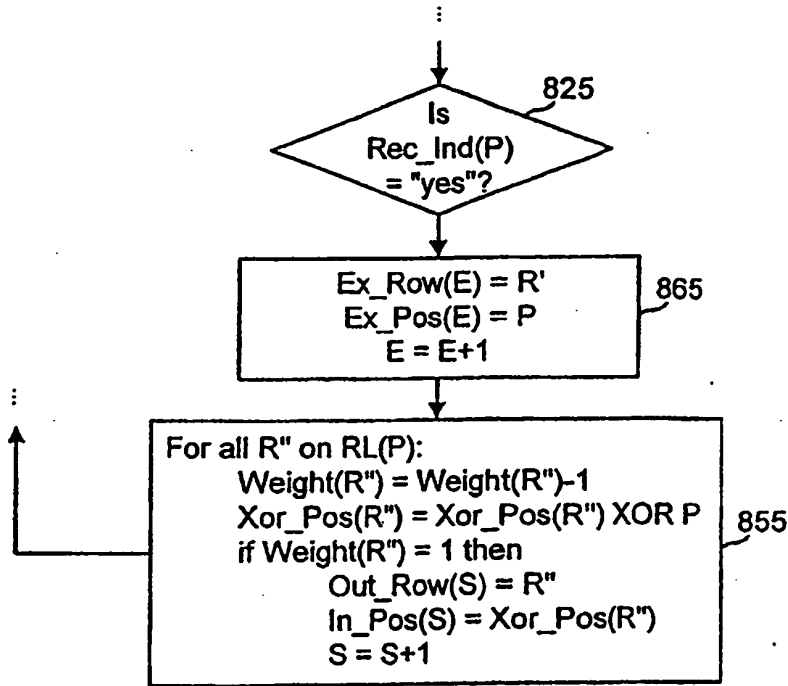 ...
825
Is
Rec_Ind(P)
= "yes"?
Ex_Row(E) = R'
Ex_Pos(E) = P
E = E+1
865
...
For all R" on RL(P):
Weight(R") = Weight(R")-1
Xor_Pos(R") = Xor_Pos(R") XOR P
if Weight(R") = 1 then
Out_Row(S) = R"
In_Pos(S) = Xor_Pos(R")
S = S+1
855